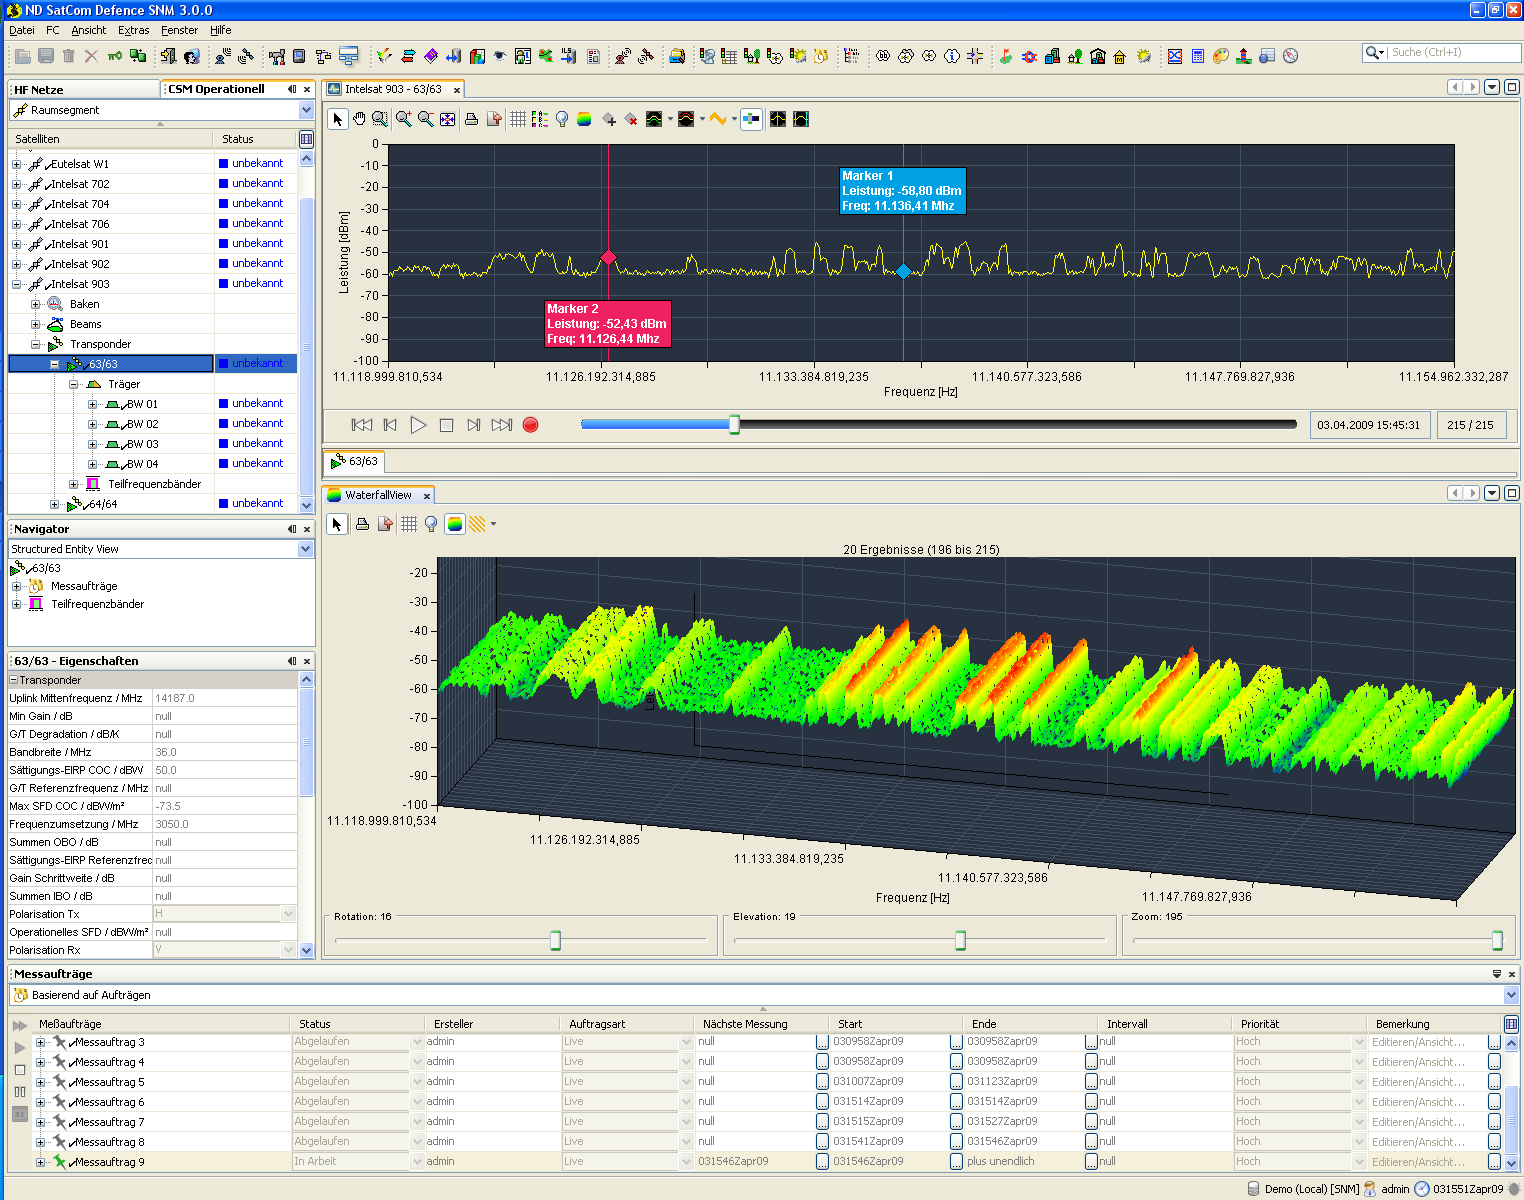 ND SatCom Defence SNM 3.0.0
Datei FC Ansicht Extras Fenster Hilfe
Suche (Ctrl+I)
HF Netze
CSM Operationell
Raumsegment
Satelliten Status
Eutelsat W1 unbekannt
Intelsat 702 unbekannt
Intelsat 704 unbekannt
Intelsat 706 unbekannt
Intelsat 901 unbekannt
Intelsat 902 unbekannt
Intelsat 903 unbekannt
Baken
Beams
Transponder
63/63 unbekannt
Träger
BW 01 unbekannt
BW 02 unbekannt
BW 03 unbekannt
BW 04 unbekannt
Teilfrequenzbänder
64/64 unbekannt
Navigator
Structured Entity View
63/63
Messaufträge
Teilfrequenzbänder
63/63 - Eigenschaften
Transponder
Uplink Mittenfrequenz / MHz 14187.0
Min Gain / dB null
G/T Degradation / dB/K null
Bandbreite / MHz 36.0
Sättigungs-EIRP COC / dBW 50.0
G/T Referenzfrequenz / MHz null
Max SFD COC / dBW/m² -73.5
Frequenzumsetzung / MHz 3050.0
Summen OBO / dB null
Sättigungs-EIRP Referenzfrec null
Gain Schrittweite / dB null
Summen IBO / dB null
Polarisation Tx H
Operationelles SFD / dBW/m² null
Polarisation Rx V
Intelsat 903 - 63/63
0
-10
-20
-30
-40
-50
-60
-70
-80
-90
-100
Leistung [dBm]
Marker 1
Leistung: -58,80 dBm
Freq: 11.136,41 Mhz
Marker 2
Leistung: -52,43 dBm
Freq: 11.126,44 Mhz
11.118.999.810,534 11.126.192.314,885 11.133.384.819,235 11.140.577.323,586 11.147.769.827,936 11.154.962.332,287
Frequenz [Hz]
03.04.2009 15:45:31 215 / 215
63/63
WaterfallView
20 Ergebnisse (196 bis 215)
-20
-30
-40
-50
-60
-70
-80
-90
-100
11.118.999.810,534
11.126.192.314,885
11.133.384.819,235
11.140.577.323,586
11.147.769.827,936
Frequenz [Hz]
Rotation: 16 Elevation: 19 Zoom: 195
Messaufträge
Basierend auf Aufträgen
Meßaufträge Status Ersteller Auftragsart Nächste Messung Start Ende Intervall Priorität Bemerkung
Messauftrag 3 Abgelaufen admin Live null ... 030958Zapr09 ... 030958Zapr09 ... null Hoch Editieren/Ansicht... ...
Messauftrag 4 Abgelaufen admin Live null ... 030958Zapr09 ... 030958Zapr09 ... null Hoch Editieren/Ansicht... ...
Messauftrag 5 Abgelaufen admin Live null ... 031007Zapr09 ... 031123Zapr09 ... null Hoch Editieren/Ansicht... ...
Messauftrag 6 Abgelaufen admin Live null ... 031514Zapr09 ... 031514Zapr09 ... null Hoch Editieren/Ansicht... ...
Messauftrag 7 Abgelaufen admin Live null ... 031515Zapr09 ... 031527Zapr09 ... null Hoch Editieren/Ansicht... ...
Messauftrag 8 Abgelaufen admin Live null ... 031541Zapr09 ... 031546Zapr09 ... null Hoch Editieren/Ansicht... ...
Messauftrag 9 In Arbeit admin Live 031546Zapr09 ... 031546Zapr09 ... plus unendlich ... null Hoch Editieren/Ansicht... ...
Demo (Local) [SNM] admin 031551Zapr09